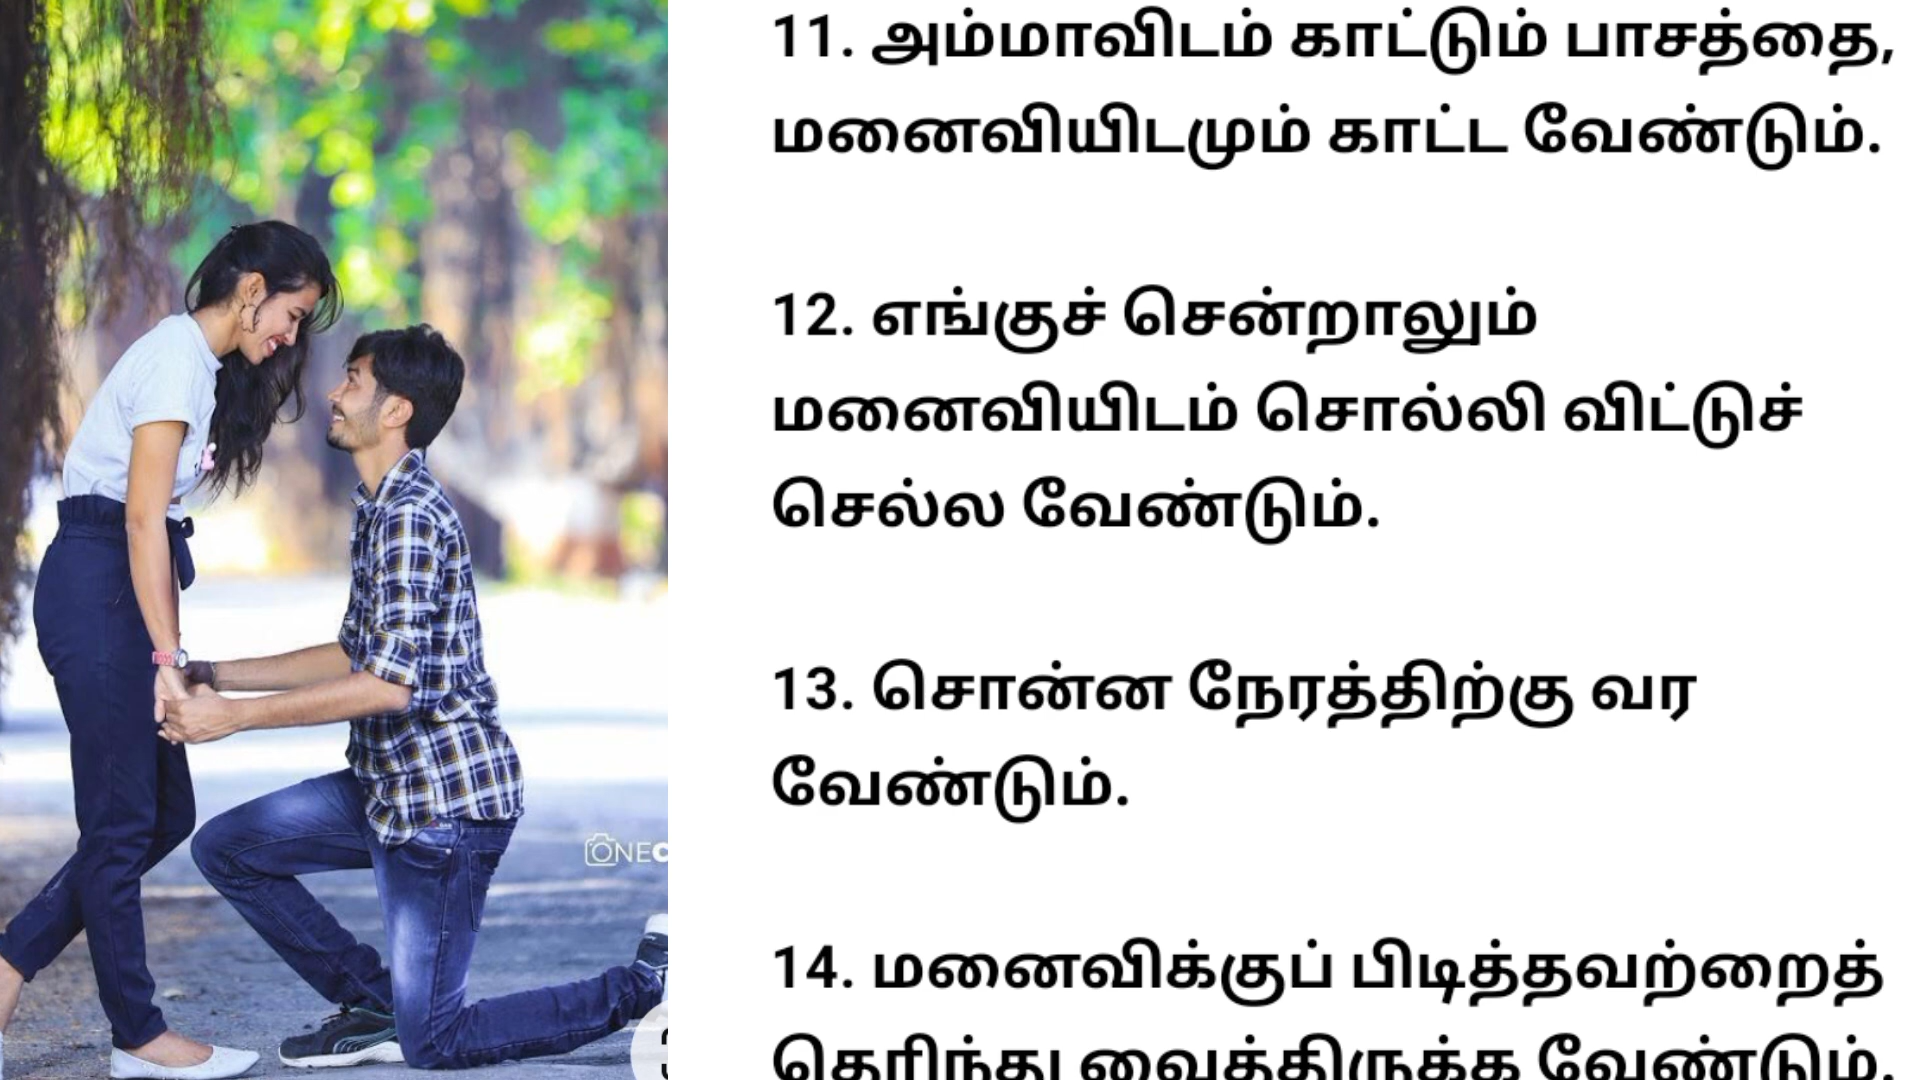 11. அம்மாவிடம் காட்டும் பாசத்தை,
மனைவியிடமும் காட்ட வேண்டும்.
12. எங்குச் சென்றாலும்
மனைவியிடம் சொல்லி விட்டுச்
செல்ல வேண்டும்.
13. சொன்ன நேரத்திற்கு வர
வேண்டும்.
14. மனைவிக்குப் பிடித்தவற்றைத்
தெரிந்து வைத்திருக்க வேண்டும்.